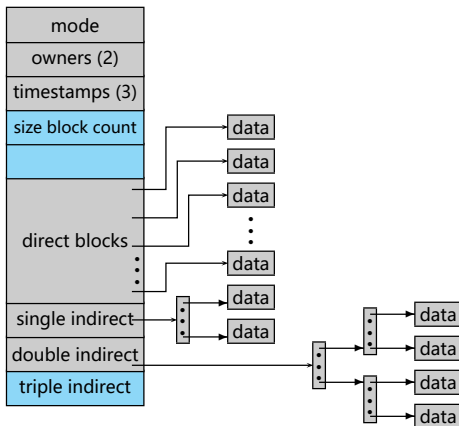 mode
owners (2)
timestamps (3)
size block count
direct blocks
single indirect
double indirect
triple indirect
data
data
data
data
data
data
data
data
data
data